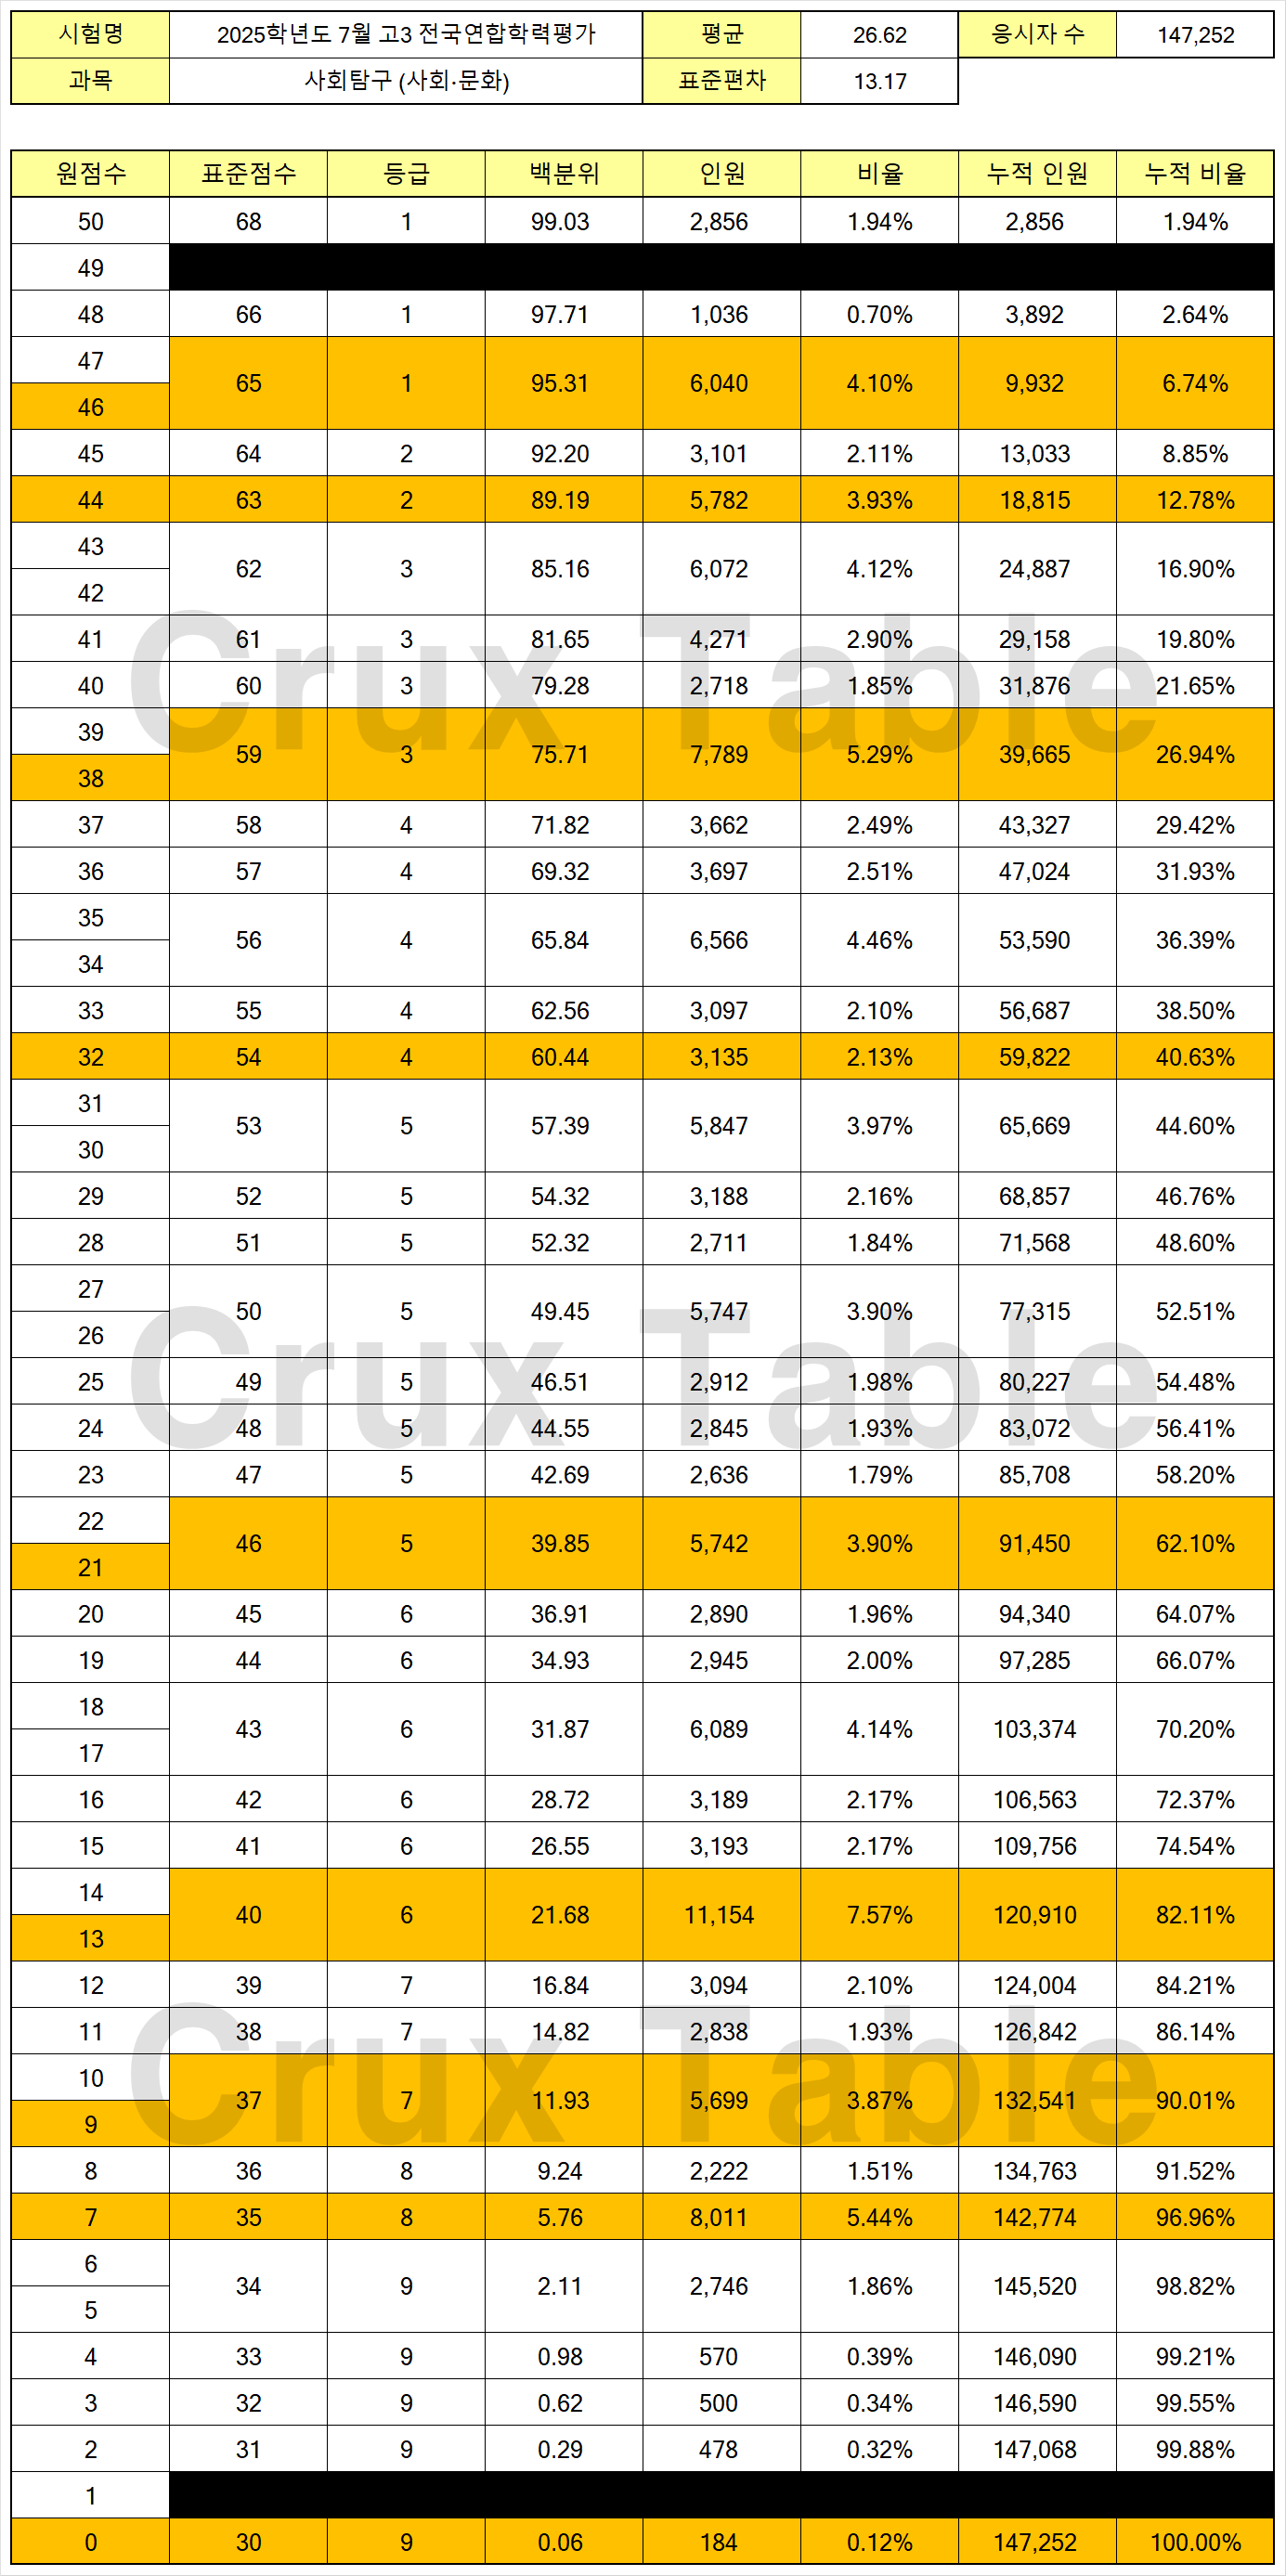 시험명 2025학년도 7월 고3 전국연합학력평가 평균 26.62 응시자 수 147,252
과목 사회탐구 (사회·문화) 표준편차 13.17
원점수 표준점수 등급 백분위 인원 비율 누적 인원 누적 비율
50 68 1 99.03 2,856 1.94% 2,856 1.94%
49
48 66 1 97.71 1,036 0.70% 3,892 2.64%
47
65 1 95.31 6,040 4.10% 9,932 6.74%
46
45 64 2 92.20 3,101 2.11% 13,033 8.85%
44 63 2 89.19 5,782 3.93% 18,815 12.78%
43
62 3 85.16 6,072 4.12% 24,887 16.90%
42
41 61 3 81.65 4,271 2.90% 29,158 19.80%
40 60 3 79.28 2,718 1.85% 31,876 21.65%
Crux Table
39
59 3 75.71 7,789 5.29% 39,665 26.94%
38
37 58 4 71.82 3,662 2.49% 43,327 29.42%
36 57 4 69.32 3,697 2.51% 47,024 31.93%
35
56 4 65.84 6,566 4.46% 53,590 36.39%
34
33 55 4 62.56 3,097 2.10% 56,687 38.50%
32 54 4 60.44 3,135 2.13% 59,822 40.63%
31
53 5 57.39 5,847 3.97% 65,669 44.60%
30
29 52 5 54.32 3,188 2.16% 68,857 46.76%
28 51 5 52.32 2,711 1.84% 71,568 48.60%
27
50 5 49.45 5,747 3.90% 77,315 52.51%
26
Crux Table
25 49 5 46.51 2,912 1.98% 80,227 54.48%
24 48 5 44.55 2,845 1.93% 83,072 56.41%
23 47 5 42.69 2,636 1.79% 85,708 58.20%
22
46 5 39.85 5,742 3.90% 91,450 62.10%
21
20 45 6 36.91 2,890 1.96% 94,340 64.07%
19 44 6 34.93 2,945 2.00% 97,285 66.07%
18
43 6 31.87 6,089 4.14% 103,374 70.20%
17
16 42 6 28.72 3,189 2.17% 106,563 72.37%
15 41 6 26.55 3,193 2.17% 109,756 74.54%
14
40 6 21.68 11,154 7.57% 120,910 82.11%
13
12 39 7 16.84 3,094 2.10% 124,004 84.21%
11 38 7 14.82 2,838 1.93% 126,842 86.14%
Crux Table
10
37 7 11.93 5,699 3.87% 132,541 90.01%
9
8 36 8 9.24 2,222 1.51% 134,763 91.52%
7 35 8 5.76 8,011 5.44% 142,774 96.96%
6
34 9 2.11 2,746 1.86% 145,520 98.82%
5
4 33 9 0.98 570 0.39% 146,090 99.21%
3 32 9 0.62 500 0.34% 146,590 99.55%
2 31 9 0.29 478 0.32% 147,068 99.88%
1
0 30 9 0.06 184 0.12% 147,252 100.00%